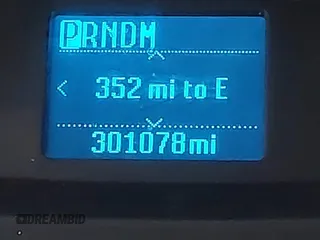 PRNDM
352 mi to E
301078mi
DREAMBID